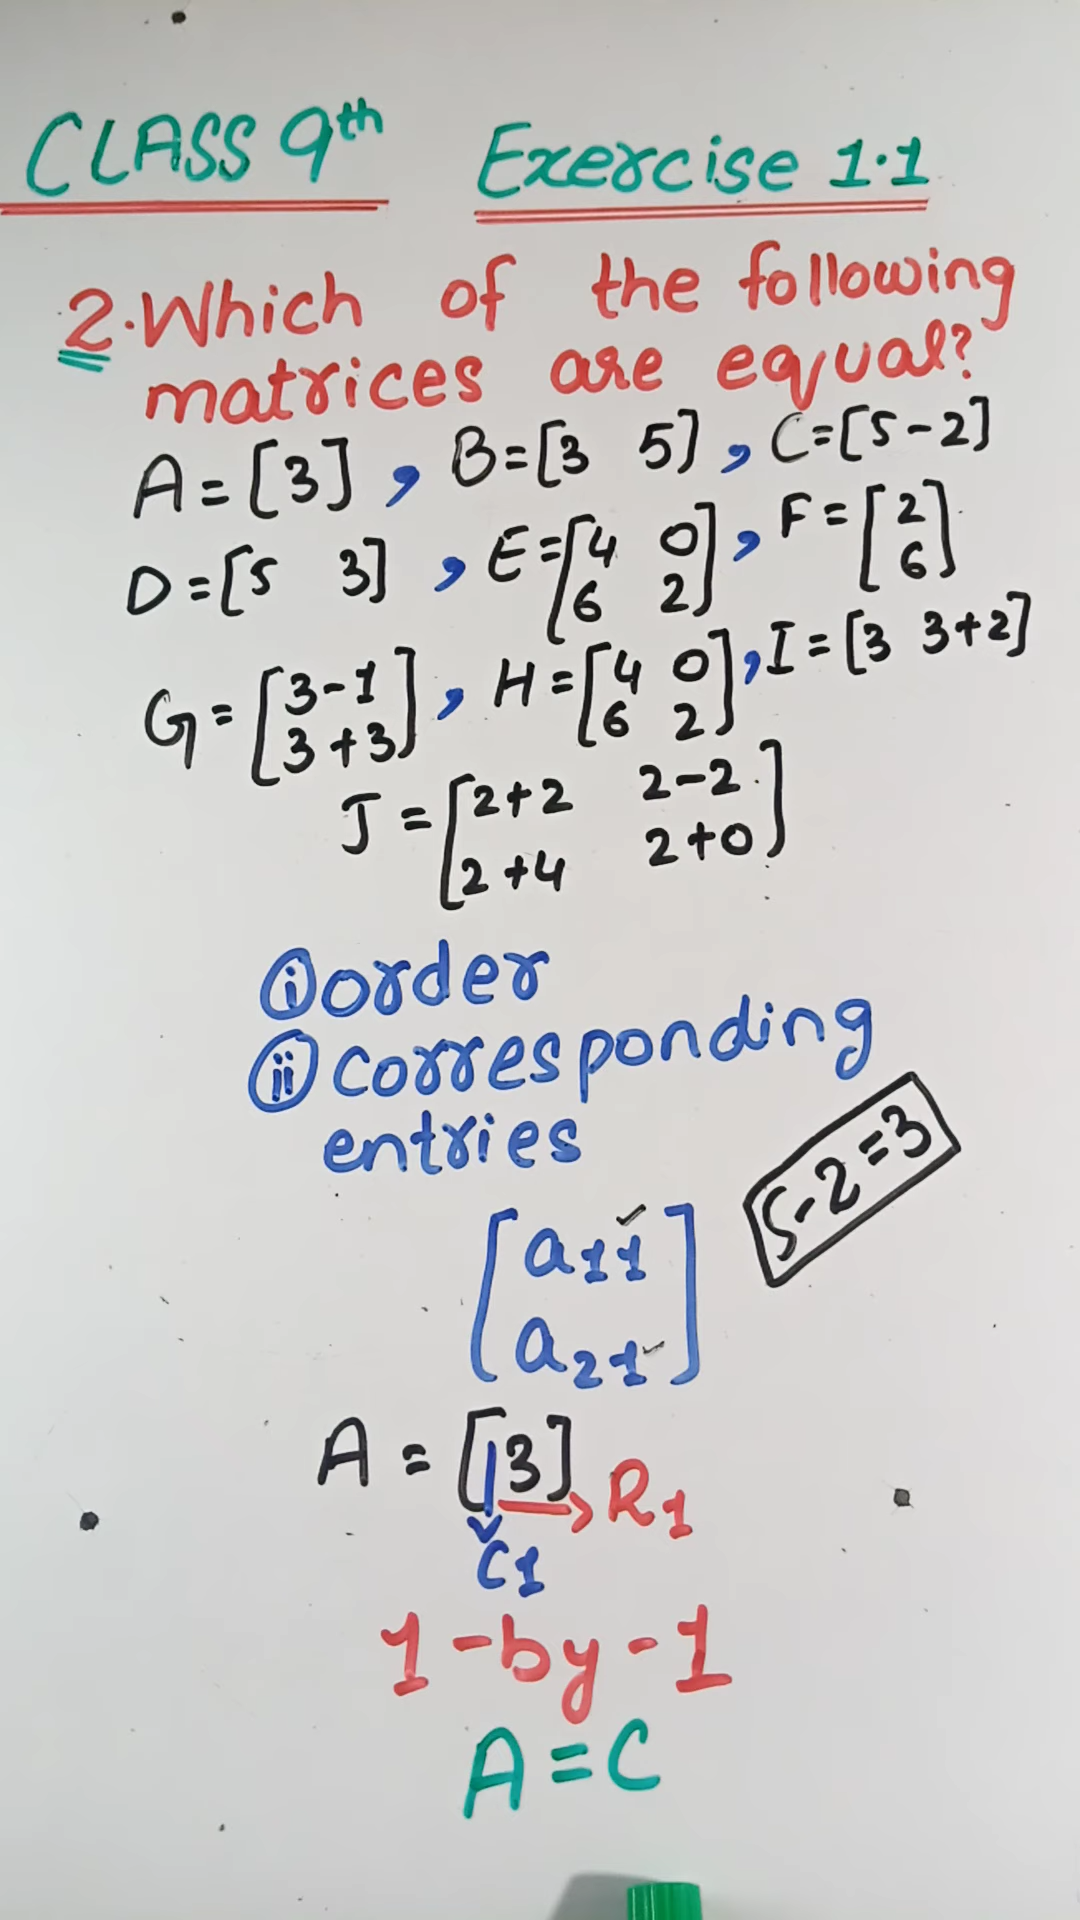 CLASS 9th Exercise 1.1
2. Which of the following
matrices are equal?
A = [3] , B = [3 5] , C = [5-2]
D = [5 3] , E = [4 0
6 2] , F = [2
6]
G = [3-1
3+3] , H = [4 0
6 2] , I = [3 3+2]
J = [2+2 2-2
2+4 2+0]
(i) order
(ii) corresponding
entries
5-2=3
[a11
a21]
A = [3] R1
C1
1-by-1
A = C